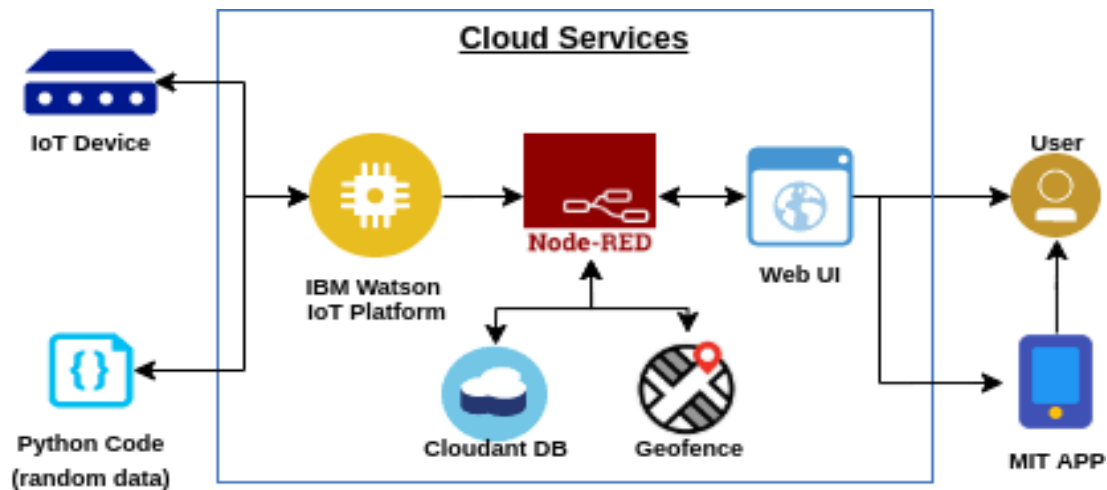 Cloud Services
IoT Device
User
Node-RED
Web UI
IBM Watson
IoT Platform
{}
Python Code
(random data)
Cloudant DB
Geofence
MIT APP